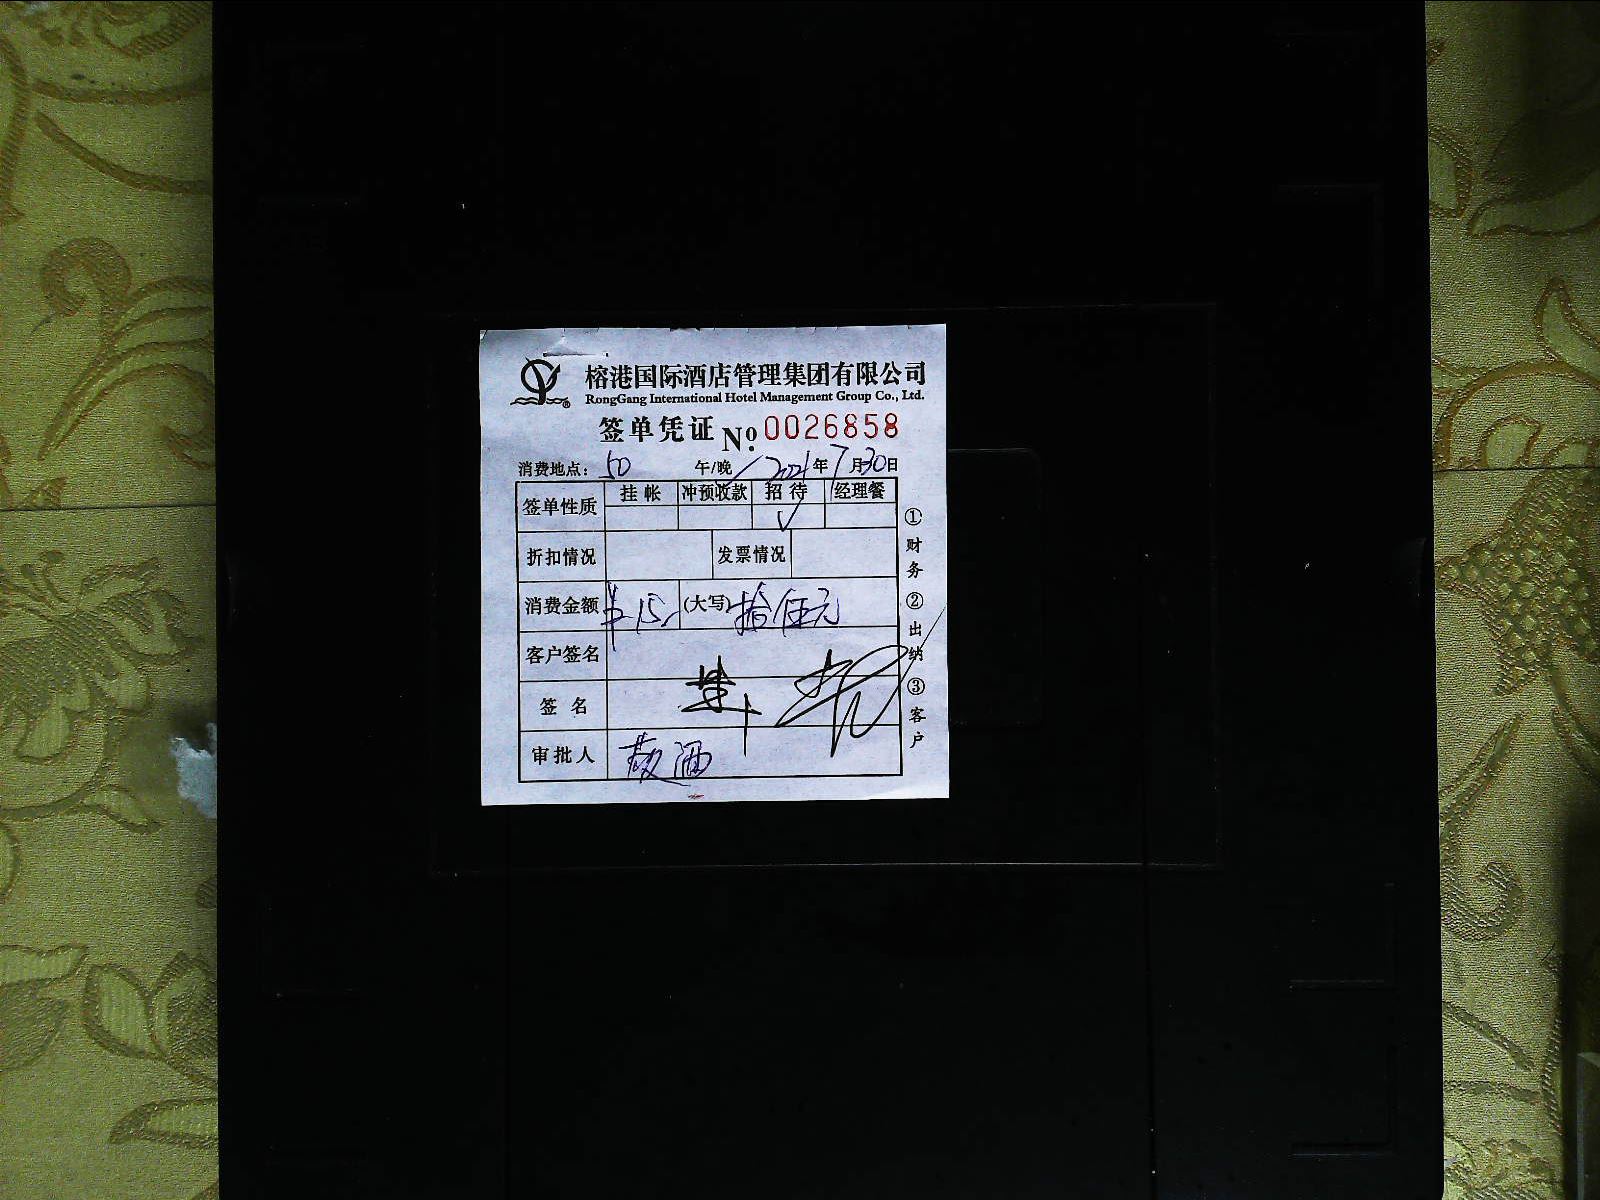 榕港国际酒店管理集团有限公司
RongGang International Hotel Management Group Co., Ltd.
签单凭证 No: 0026858
消费地点: 50 午/晚 2021年7月30日
签单性质 挂帐 冲预收款 招待 经理餐
✓
折扣情况 发票情况
消费金额 ¥15. (大写) 拾伍元
客户签名
签名
审批人 敬酒
①财务 ②出纳 ③客户